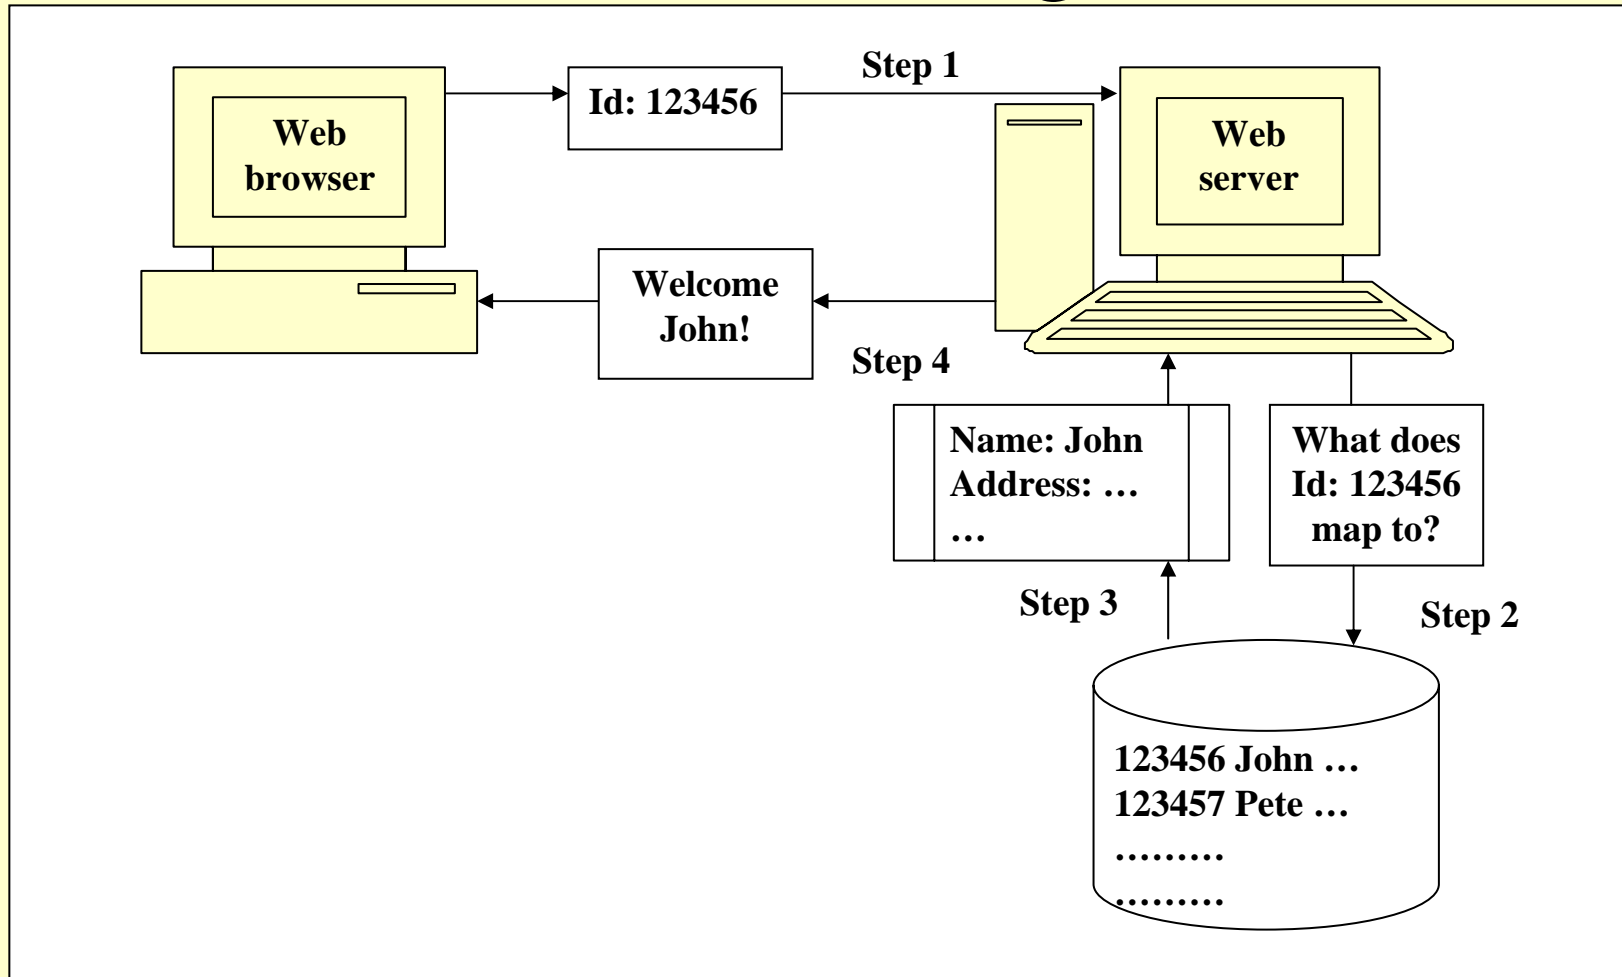 Web
browser
Id: 123456
Step 1
Web
server
Welcome
John!
Step 4
Name: John
Address: …
…
What does
Id: 123456
map to?
Step 3
Step 2
123456 John …
123457 Pete …
………
………